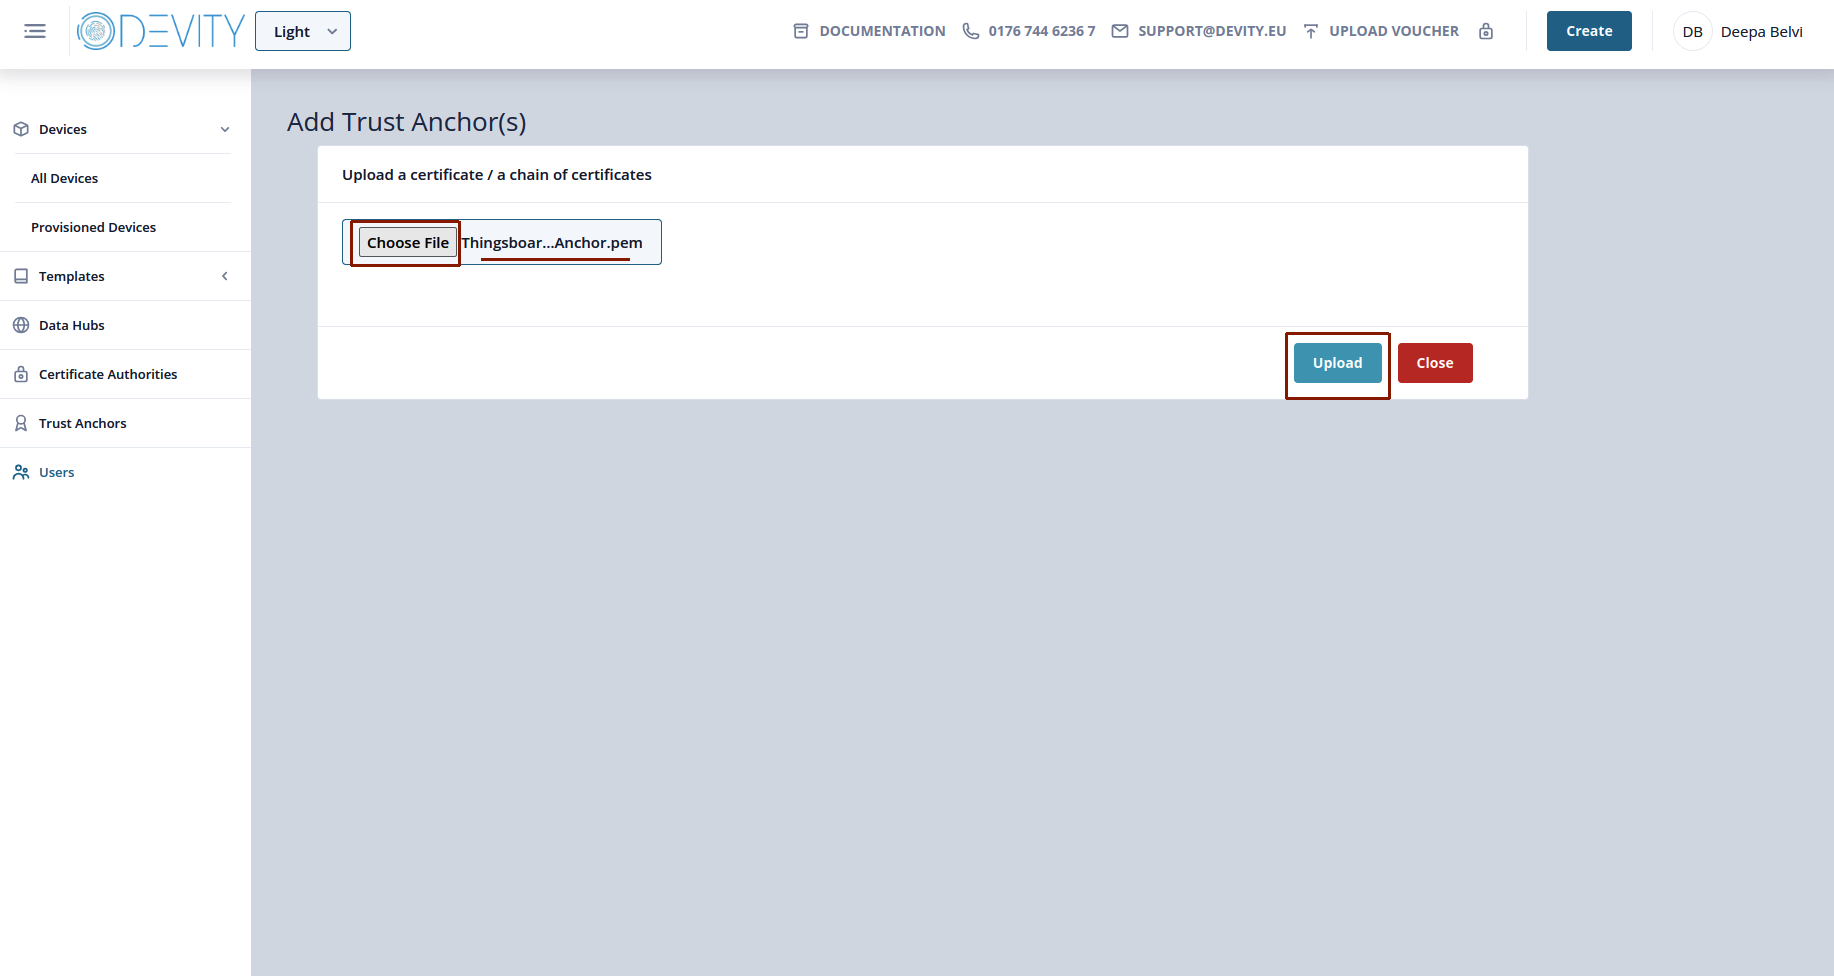 DEVITY
Light
DOCUMENTATION
0176 744 6236 7
SUPPORT@DEVITY.EU
UPLOAD VOUCHER
Create
DB
Deepa Belvi
Devices
All Devices
Provisioned Devices
Templates
Data Hubs
Certificate Authorities
Trust Anchors
Users
Add Trust Anchor(s)
Upload a certificate / a chain of certificates
Choose File Thingsboar...Anchor.pem
Upload
Close